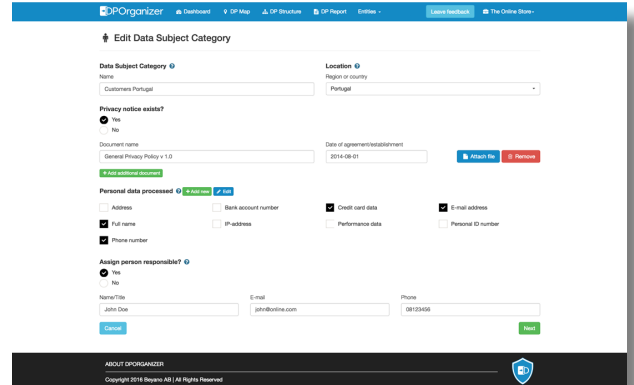 DPOrganizer Dashboard DP Map DP Structure DP Report Entities Leave feedback The Online Store
Edit Data Subject Category
Data Subject Category Location
Name Region or country
Customers Portugal Portugal
Privacy notice exists?
Yes
No
Document name Date of agreement/establishment
General Privacy Policy v 1.0 2014-08-01 Attach file Remove
+ Add additional document
Personal data processed + Add new Edit
Address Bank account number Credit card data E-mail address
Full name IP-address Performance data Personal ID number
Phone number
Assign person responsible?
Yes
No
Name/Title E-mail Phone
John Doe john@online.com 08123456
Cancel Next
ABOUT DPORGANIZER
Copyright 2016 Beyano AB | All Rights Reserved
D